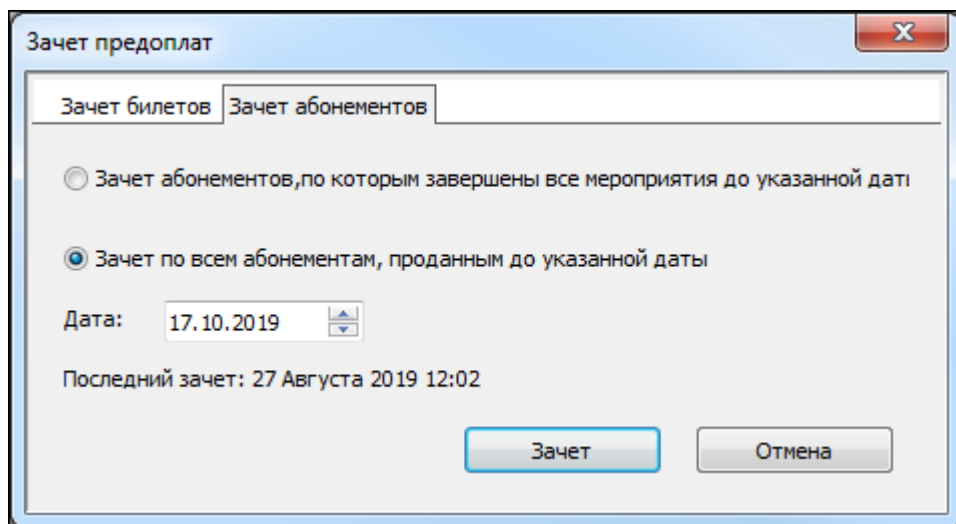 Зачет предоплат
Зачет билетов Зачет абонементов
Зачет абонементов,по которым завершены все мероприятия до указанной даты
Зачет по всем абонементам, проданным до указанной даты
Дата: 17.10.2019
Последний зачет: 27 Августа 2019 12:02
Зачет Отмена